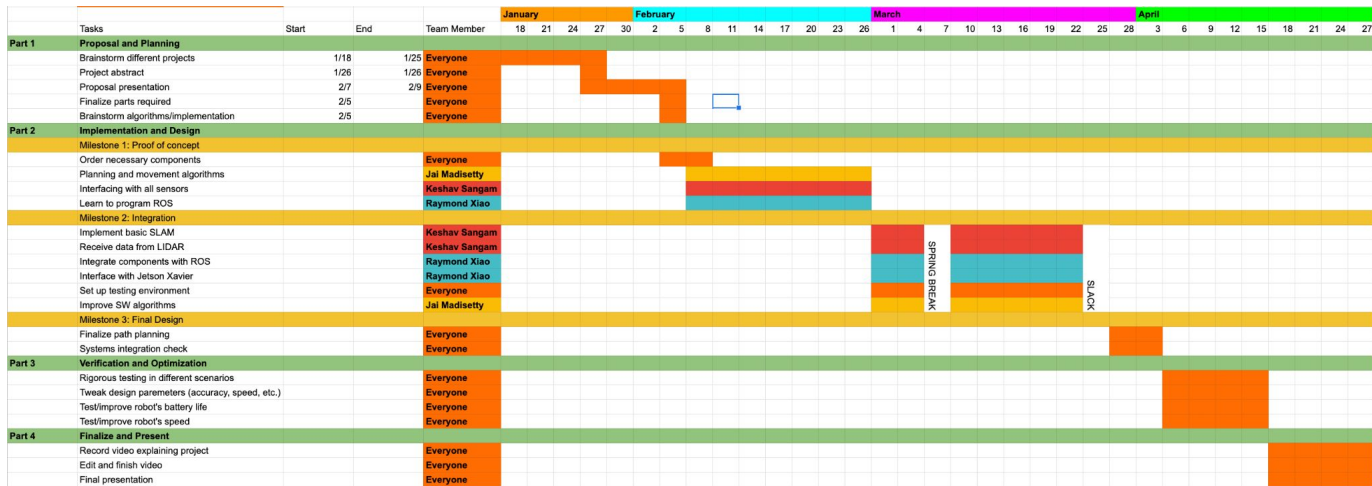 January February March April
Tasks Start End Team Member 18 21 24 27 30 2 5 8 11 14 17 20 23 26 1 4 7 10 13 16 19 22 25 28 31 3 6 9 12 15 18 21 24 27
Part 1 Proposal and Planning
Brainstorm different projects 1/18 1/25 Everyone
Project abstract 1/26 1/26 Everyone
Proposal presentation 2/7 2/9 Everyone
Finalize parts required 2/5 Everyone
Brainstorm algorithms/implementation 2/5 Everyone
Part 2 Implementation and Design
Milestone 1: Proof of concept
Order necessary components Everyone
Planning and movement algorithms Jai Madisetty
Interfacing with all sensors Keshav Sangam
Learn to program ROS Raymond Xiao
Milestone 2: Integration
Implement basic SLAM Keshav Sangam
Receive data from LIDAR Keshav Sangam
Integrate components with ROS Raymond Xiao
Interface with Jetson Xavier Raymond Xiao
Set up testing environment Everyone
Improve SW algorithms Jai Madisetty
SPRING BREAK
SLACK
Milestone 3: Final Design
Finalize path planning Everyone
Systems integration check Everyone
Part 3 Verification and Optimization
Rigorous testing in different scenarios Everyone
Tweak design paremeters (accuracy, speed, etc.) Everyone
Test/improve robot's battery life Everyone
Test/improve robot's speed Everyone
Part 4 Finalize and Present
Record video explaining project Everyone
Edit and finish video Everyone
Final presentation Everyone